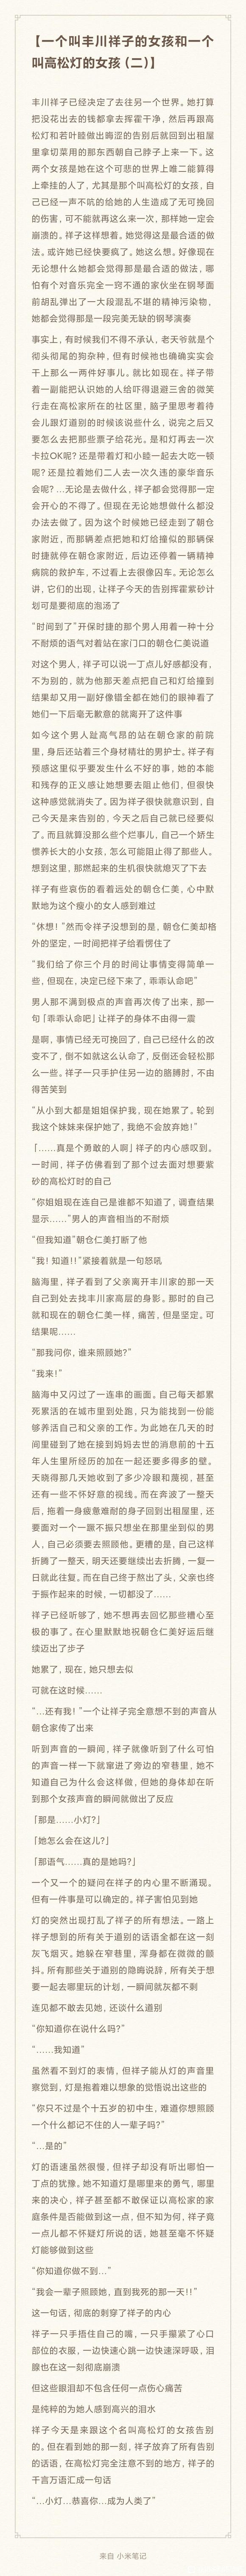 【一个叫丰川祥子的女孩和一个
叫高松灯的女孩（二）】
丰川祥子已经决定了去往另一个世界。她打算
把没花出去的钱都拿去挥霍干净，然后再跟高
松灯和若叶睦做出晦涩的告别后就回到出租屋
里拿切菜用的那东西朝自己脖子上来一下。这
两个女孩是她在这个可悲的世界上唯二能算得
上牵挂的人了，尤其是那个叫高松灯的女孩，自
己已经一声不吭的给她的人生造成了无可挽回
的伤害，可不能就再这么来一次，那样她一定会
崩溃的。祥子这样想着。她觉得这是最合适的做
法。或许她已经快要疯了。她这么想。好像现在
无论想什么她都会觉得那是最合适的做法，哪
怕有个对音乐完全一窍不通的家伙坐在钢琴面
前胡乱弹出了一大段混乱不堪的精神污染物，
她都会觉得那是一段完美无缺的钢琴演奏
事实上，有时候我们不得不承认，老天爷就是个
彻头彻尾的狗杂种，但有时候祂也确确实实会
干上那么一两件好事儿。就比如现在。祥子带
着一副能把认识她的人给吓得退避三舍的微笑
行走在高松家所在的社区里，脑子里思考着待
会儿跟灯道别的时候该说些什么，说完之后又
要怎么去把那些票子给花光。是和灯再去一次
卡拉OK呢？还是带着灯和小睦一起去大吃一顿
呢？还是拉着她们二人去一次久违的豪华音乐
会呢？…无论是去做什么，祥子都会觉得那一定
会开心的不得了。但现在无论她想做什么都没
办法去做了。因为这个时候她已经走到了朝仓
家附近，而那辆差点把她和灯给撞似的那辆保
时捷就停在朝仓家附近，后边还停着一辆精神
病院的救护车，不过看上去很像囚车。无论怎么
讲，它们的出现，让祥子今天的告别挥霍紫砂计
划可是要彻底的泡汤了
“时间到了”开保时捷的那个男人用着一种十分
不耐烦的语气对着站在家门口的朝仓仁美说道
对这个男人，祥子可以说一丁点儿好感都没有，
不为别的，就为他那天差点把自己和灯给撞到
结果却又用一副好像错全都在她们的眼神看了
她们一下后毫无歉意的就离开了这件事
如今这个男人趾高气昂的站在朝仓家的前院
里，身后还站着三个身材精壮的男护士。祥子有
预感这里似乎要发生什么不好的事，她的本能
和残存的正义感让她想要去阻止他们，但很快
这种感觉就消失了。因为祥子很快就意识到，自
己今天是来告别的，今天之后自己就已经要似
了。而且就算没那么些个烂事儿，自己一个娇生
惯养长大的小女孩，怎么可能阻止得了那些人。
想到这里，那燃起来的生机很快就熄灭了下去
祥子有些哀伤的看着远处的朝仓仁美，心中默
默地为这个瘦小的女人感到难过
“休想！”然而令祥子没想到的是，朝仓仁美却格
外的坚定，一时间把祥子给看愣住了
“我们给了你三个月的时间让事情变得简单一
些，但现在，决定已经下来了，乖乖认命吧”
男人那不满到极点的声音再次传了出来，那一
句「乖乖认命吧」让祥子的身体不由得一震
是啊，事情已经无可挽回了，自己已经什么的改
变不了，倒不如就这么认命了，反倒还会轻松那
么一些。祥子一只手护住另一边的胳膊肘，不由
得苦笑到
“从小到大都是姐姐保护我，现在她累了。轮到
我这个妹妹来保护她了，我绝不会放弃她！”
「……真是个勇敢的人啊」祥子的内心感叹到。
一时间，祥子仿佛看到了那个过去面对想要紫
砂的高松灯时的自己
“你姐姐现在连自己是谁都不知道了，调查结果
显示……”男人的声音相当的不耐烦
“但我知道”朝仓仁美打断了他
“我！知道！！”紧接着就是一句怒吼
脑海里，祥子看到了父亲离开丰川家的那一天
自己到处去找丰川家高层的身影。那时的自己
就和现在的朝仓仁美一样，痛苦，但是坚定。可
结果呢……
“那我问你，谁来照顾她？”
“我来！”
脑海中又闪过了一连串的画面。自己每天都累
死累活的在城市里到处跑，只为能找到一份能
够养活自己和父亲的工作。为此她在几天的时
间里碰到了她在接到妈妈去世的消息前的十五
年人生里所经历的加在一起还要多得多的壁。
天晓得那几天她收到了多少冷眼和蔑视，甚至
还有一些不怀好意的视线。而在奔波了一整天
后，拖着一身疲惫难耐的身子回到出租屋里，还
要面对一个一蹶不振只想坐在那里坐到似的男
人，自己必须要去照顾他。更糟的是，自己这样
折腾了一整天，明天还要继续出去折腾，一复一
日就此往复。而在自己终于熬出了头，父亲也终
于振作起来的时候，一切都没了……
祥子已经听够了，她不想再去回忆那些糟心至
极的事了。在心里默默地祝朝仓仁美好运后继
续迈出了步子
她累了，现在，她只想去似
可就在这时候……
“…还有我！”一个让祥子完全意想不到的声音从
朝仓家传了出来
听到声音的一瞬间，祥子就像听到了什么可怕
的声音一样一下就窜进了旁边的窄巷里，她不
知道自己为什么会这样做，但她的身体却在听
到那个女孩声音的瞬间就做出了反应
「那是……小灯？」
「她怎么会在这儿？」
「那语气……真的是她吗？」
一个又一个的疑问在祥子的内心里不断涌现。
但有一件事是可以确定的。祥子害怕见到她
灯的突然出现打乱了祥子的所有想法。一路上
祥子想到的所有关于道别的话语全都在这一刻
灰飞烟灭。她躲在窄巷里，浑身都在微微的颤
抖。所有那些关于道别的隐晦说辞，所有关于想
要一起去哪里玩的计划，一瞬间就灰都不剩
连见都不敢去见她，还谈什么道别
“你知道你在说什么吗？”
“……我知道”
虽然看不到灯的表情，但祥子能从灯的声音里
察觉到，灯是抱着难以想象的觉悟说出这些的
“你只不过是个十五岁的初中生，难道你想照顾
一个什么都记不住的人一辈子吗？”
“…是的”
灯的语速虽然很慢，但祥子却没有听出哪怕一
丁点的犹豫。她不知道灯是哪里来的勇气，哪里
来的决心，祥子甚至都不敢保证以高松家的家
庭条件是否能做到这一点，但不知为何，祥子竟
一点儿都不怀疑灯所说的话，她甚至毫不怀疑
灯能够做到这些
“你知道你做不到…”
“我会一辈子照顾她，直到我死的那一天！！”
这一句话，彻底的刺穿了祥子的内心
祥子一只手捂住自己的嘴，一只手攥紧了心口
部位的衣服，一边快速心跳一边快速深呼吸，泪
腺也在这一刻彻底崩溃
但这些眼泪却不包含任何一点伤心痛苦
是纯粹的为她人感到高兴的泪水
祥子今天是来跟这个名叫高松灯的女孩告别
的。但在看到她的那一刻，祥子放弃了所有告别
的话语，在高松灯完全注意不到的地方，祥子的
千言万语汇成一句话
“…小灯…恭喜你…成为人类了”
来自 小米笔记